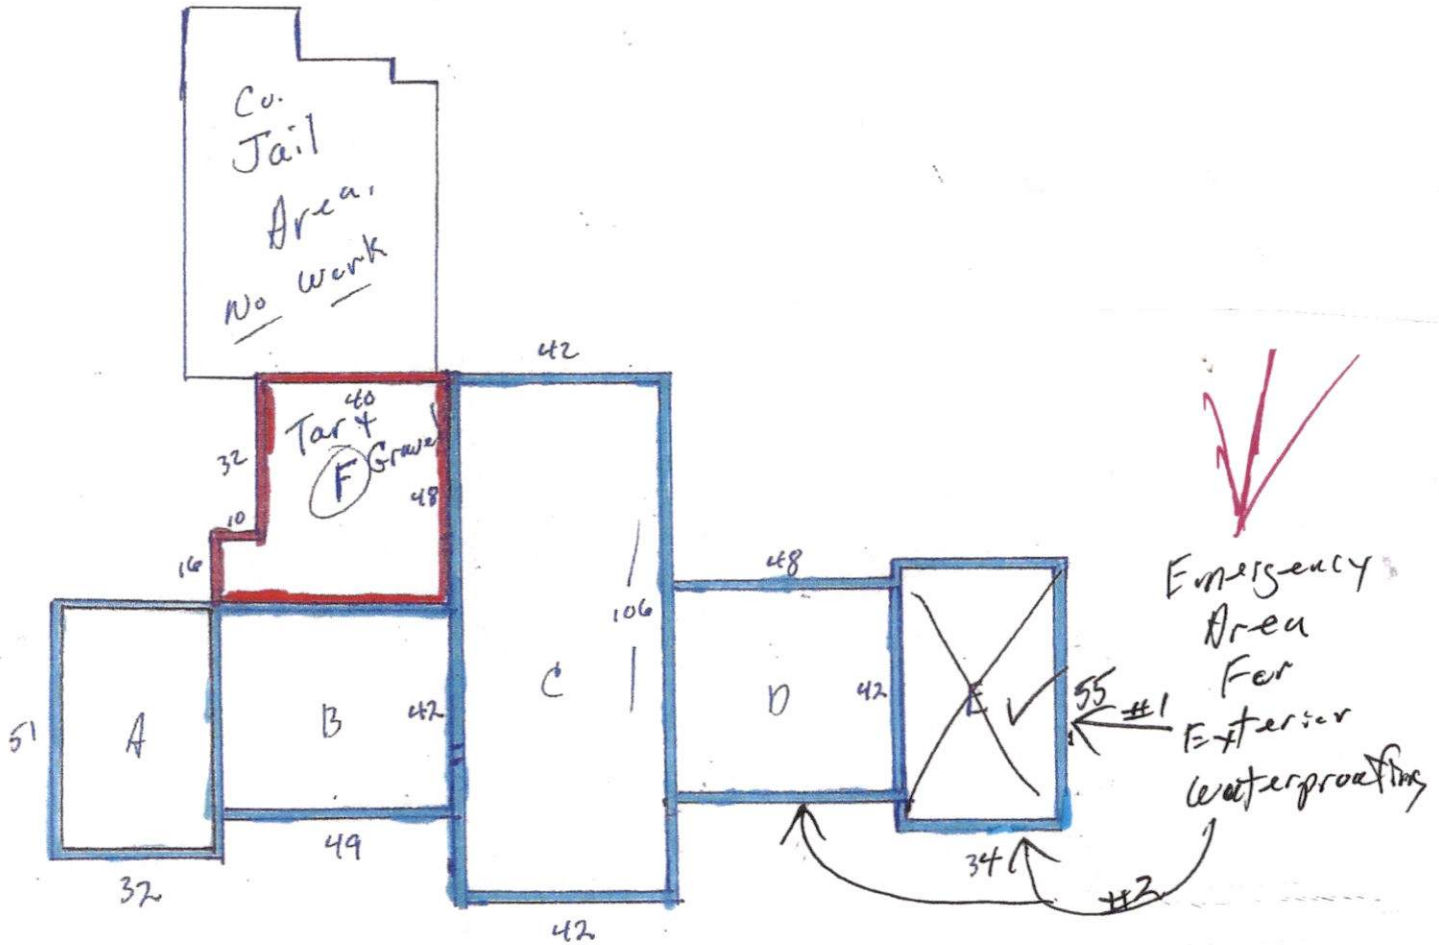 Co.
Jail
Area.
No Work
42
40
Tar &
Gravel
F
32
48
10
16
48
Emergency
Area
For
Exterior
Waterproofing
106
51
A
B
42
C
D
42
E
55
#1
49
34
#2
32
42